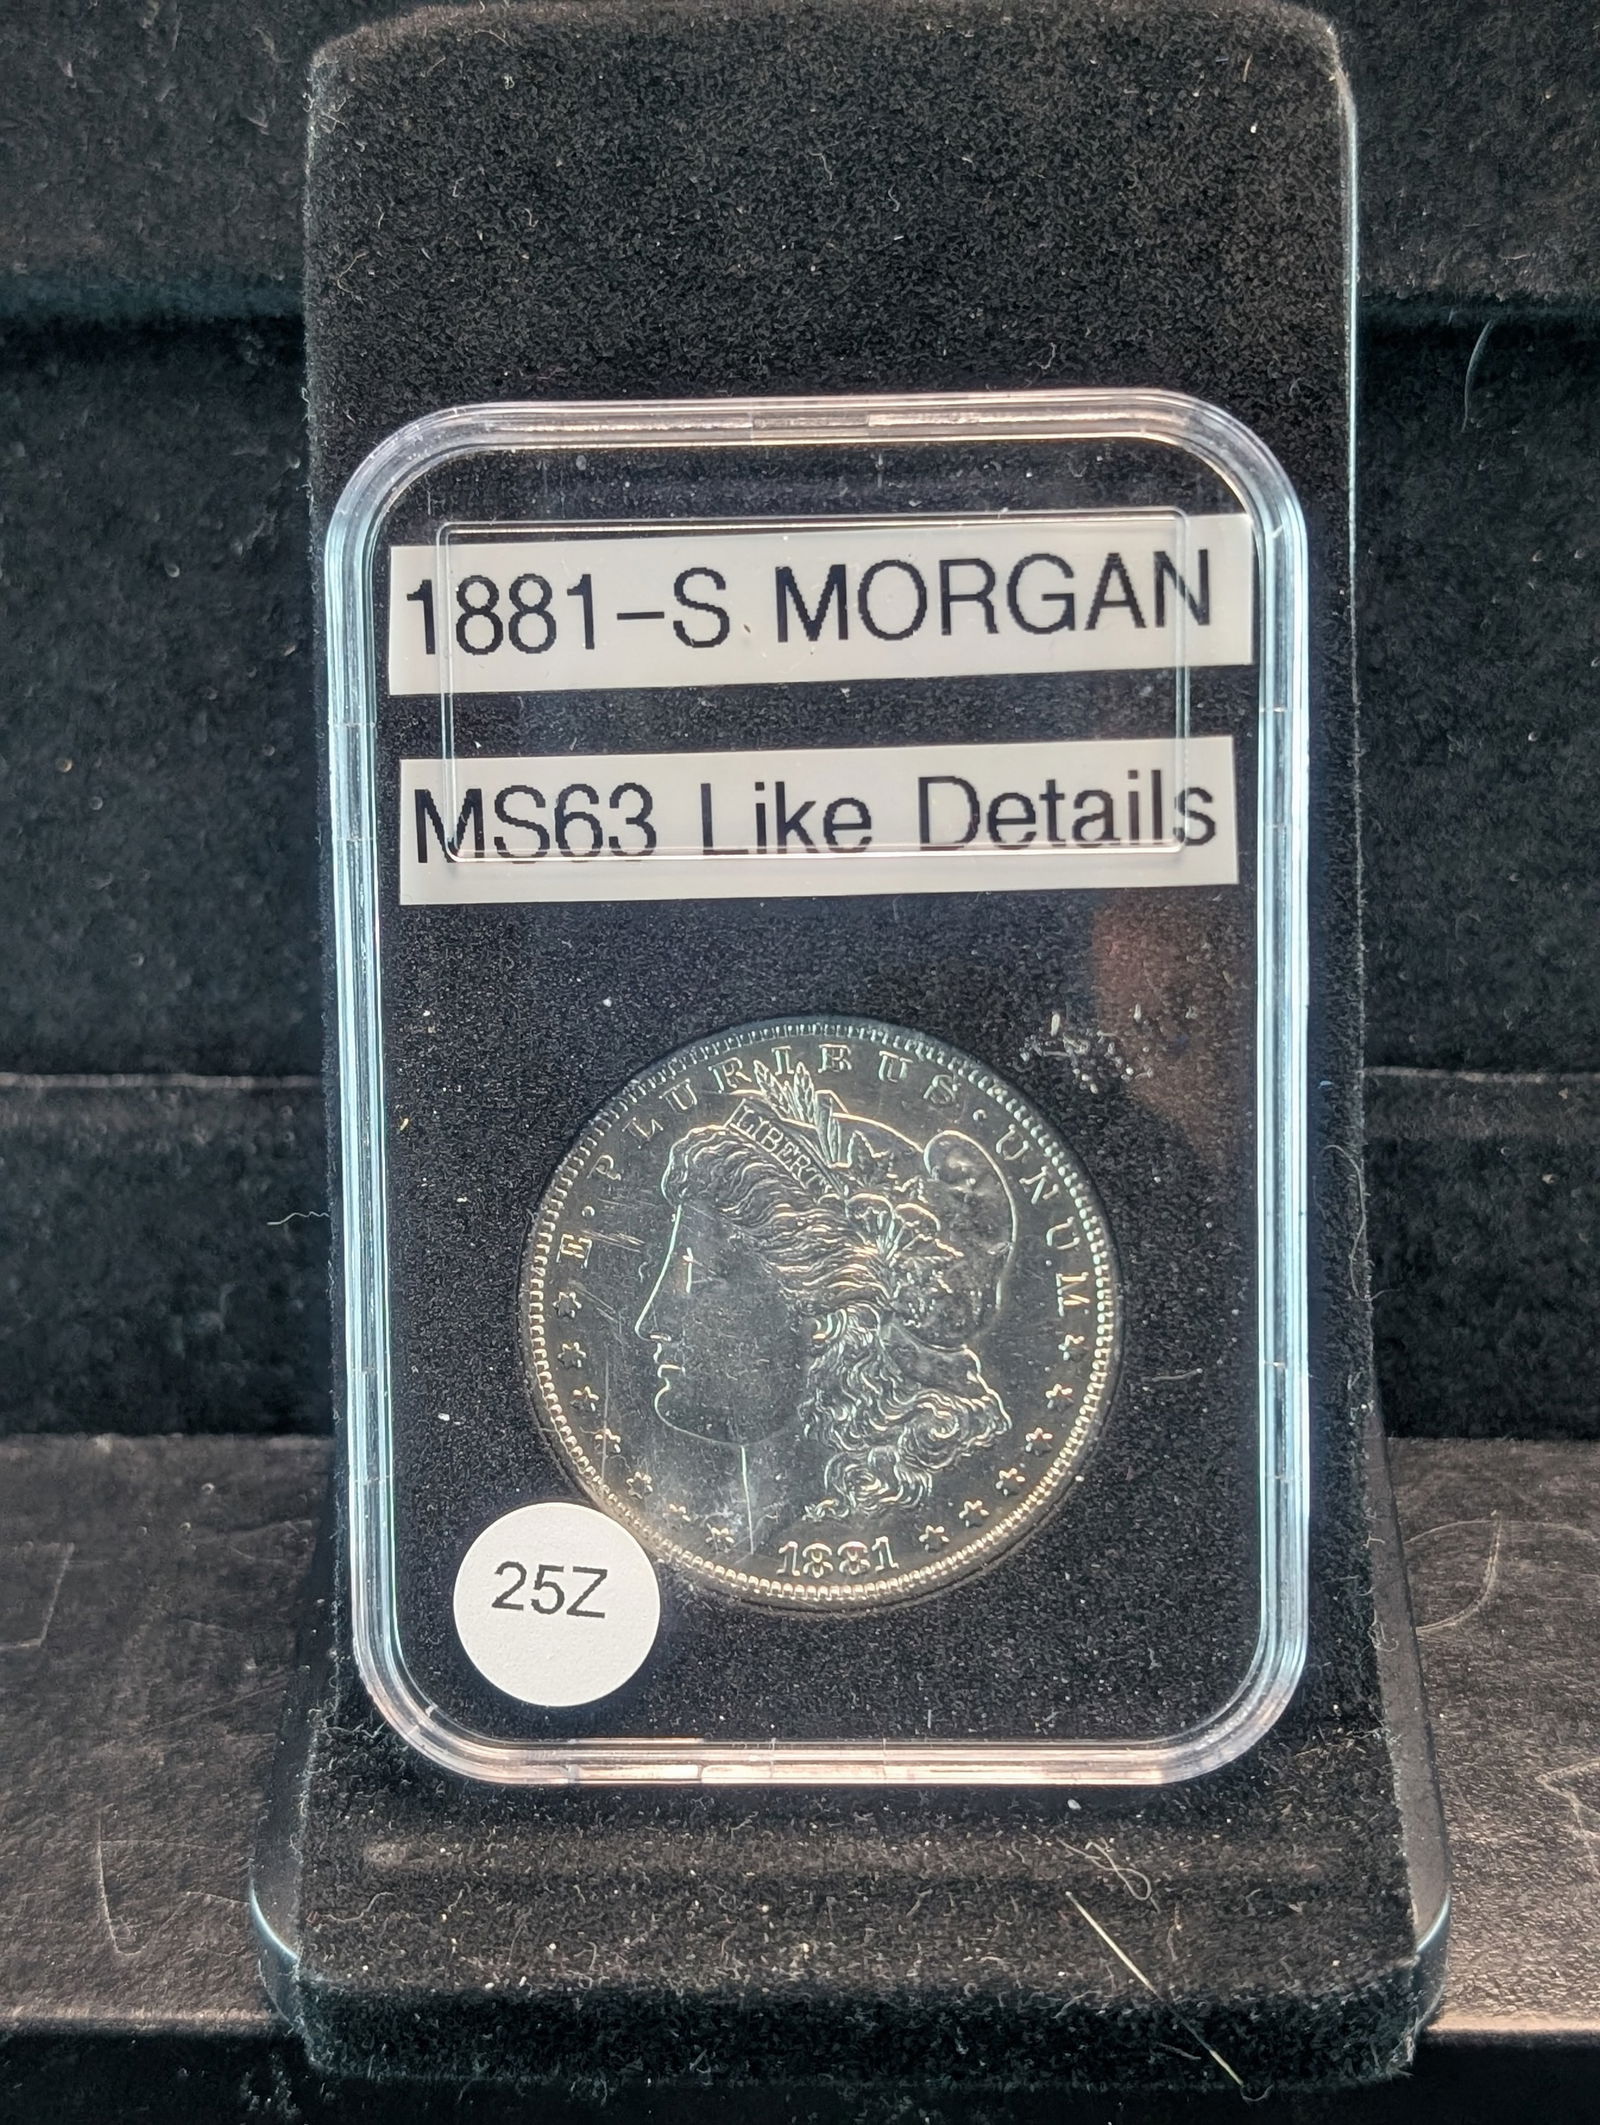 1881-S MORGAN
MS63 Like Details
E · PLURIBUS · UNUM
LIBERTY
1881
25Z